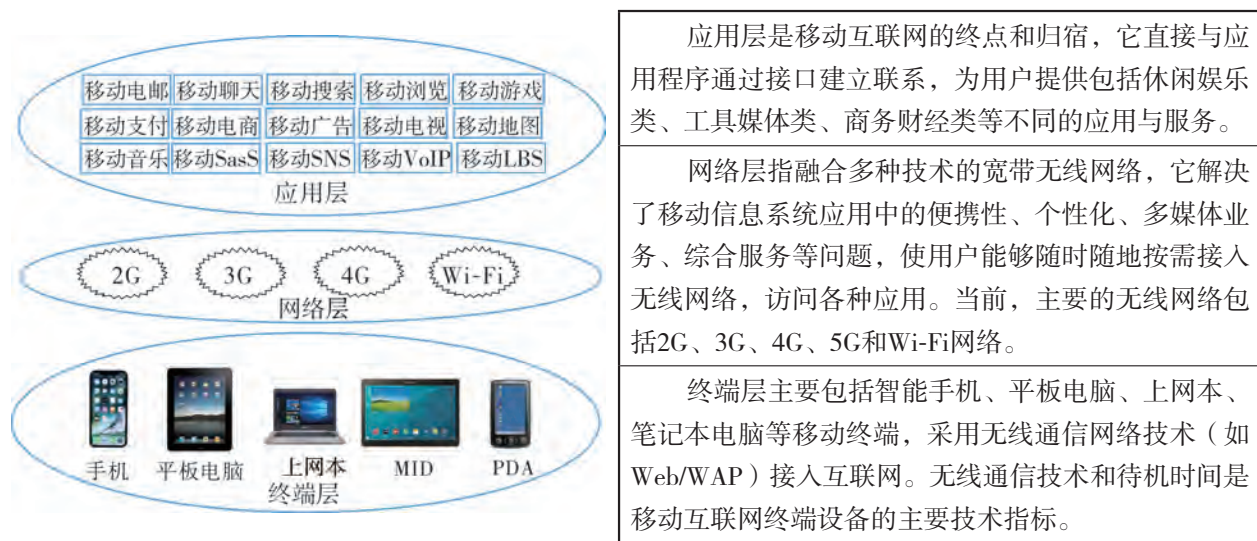 移动电邮 移动聊天 移动搜索 移动浏览 移动游戏
移动支付 移动电商 移动广告 移动电视 移动地图
移动音乐 移动SasS 移动SNS 移动VoIP 移动LBS
应用层
2G 3G 4G Wi-Fi
网络层
手机 平板电脑 上网本 MID PDA
终端层
应用层是移动互联网的终点和归宿，它直接与应
用程序通过接口建立联系，为用户提供包括休闲娱乐
类、工具媒体类、商务财经类等不同的应用与服务。
网络层指融合多种技术的宽带无线网络，它解决
了移动信息系统应用中的便携性、个性化、多媒体业
务、综合服务等问题，使用户能够随时随地按需接入
无线网络，访问各种应用。当前，主要的无线网络包
括2G、3G、4G、5G和Wi-Fi网络。
终端层主要包括智能手机、平板电脑、上网本、
笔记本电脑等移动终端，采用无线通信网络技术（如
Web/WAP）接入互联网。无线通信技术和待机时间是
移动互联网终端设备的主要技术指标。